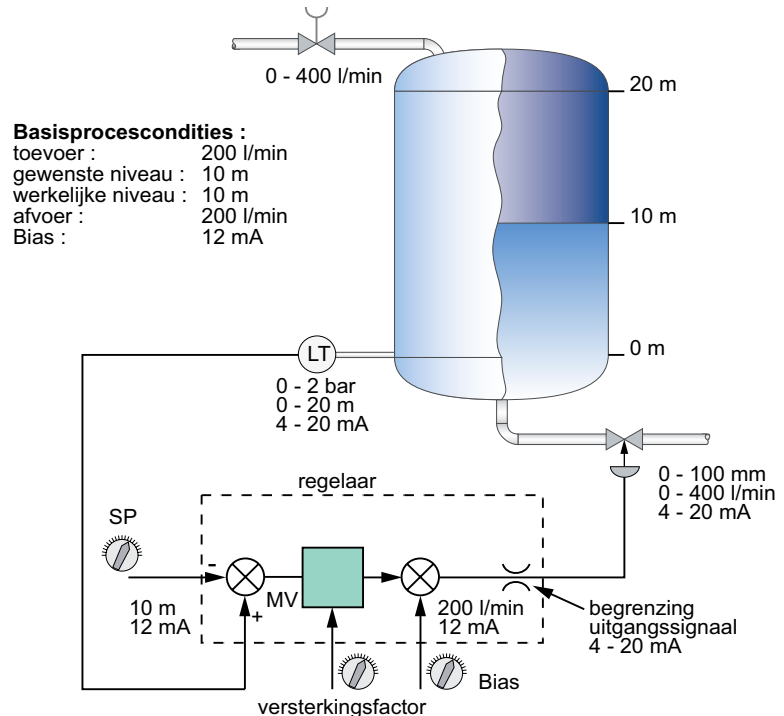 0 - 400 l/min
20 m
Basisprocescondities :
toevoer : 200 l/min
gewenste niveau : 10 m
werkelijke niveau : 10 m
afvoer : 200 l/min
Bias : 12 mA
10 m
0 m
LT
0 - 2 bar
0 - 20 m
4 - 20 mA
0 - 100 mm
0 - 400 l/min
4 - 20 mA
regelaar
SP
-
+
MV
10 m
12 mA
200 l/min
12 mA
begrenzing
uitgangssignaal
4 - 20 mA
Bias
versterkingsfactor